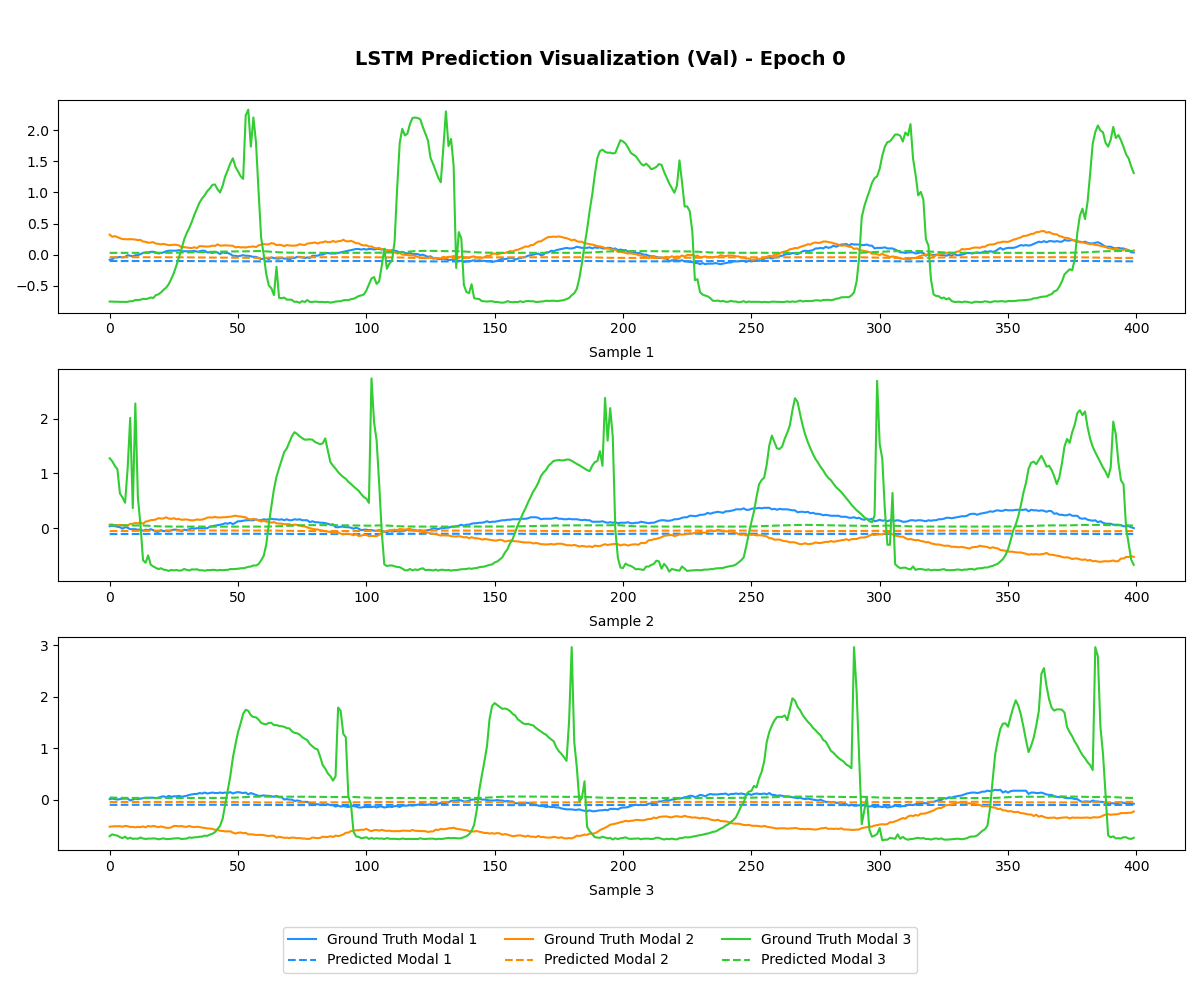 LSTM Prediction Visualization (Val) - Epoch 0
2.0
1.5
1.0
0.5
0.0
−0.5
0 50 100 150 200 250 300 350 400
Sample 1
2
1
0
0 50 100 150 200 250 300 350 400
Sample 2
3
2
1
0
0 50 100 150 200 250 300 350 400
Sample 3
Ground Truth Modal 1 Ground Truth Modal 2 Ground Truth Modal 3
Predicted Modal 1 Predicted Modal 2 Predicted Modal 3